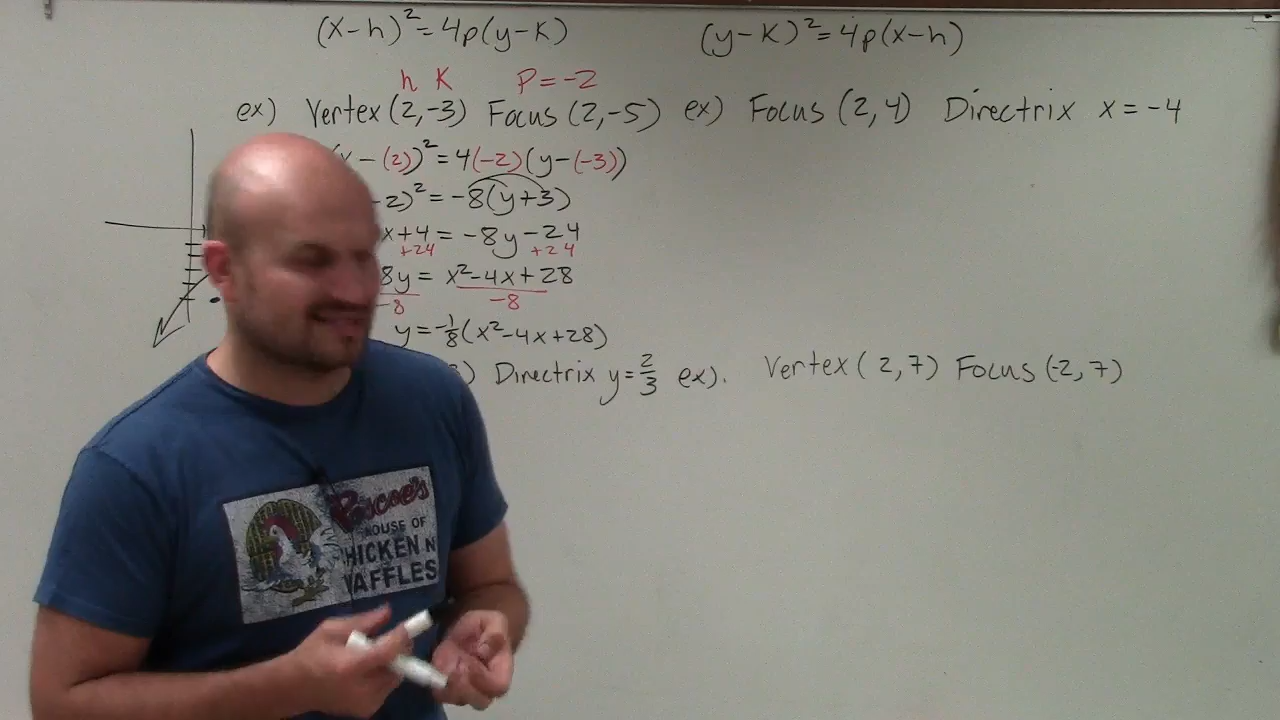 (x-h)²=4p(y-K)
(y-K)²=4p(x-h)
h K P=-2
ex) Vertex (2,-3) Focus (2,-5)
ex) Focus (2,4) Directrix x=-4
(x-(2))²=4(-2)(y-(-3))
-2)²=-8(y+3)
x+4=-8y-24
+24 +24
8y=x²-4x+28
-8 -8
y=-1/8(x²-4x+28)
) Directrix y=2/3
ex). Vertex (2,7) Focus (-2,7)
Roscoe's
HOUSE OF
CHICKEN N
WAFFLES